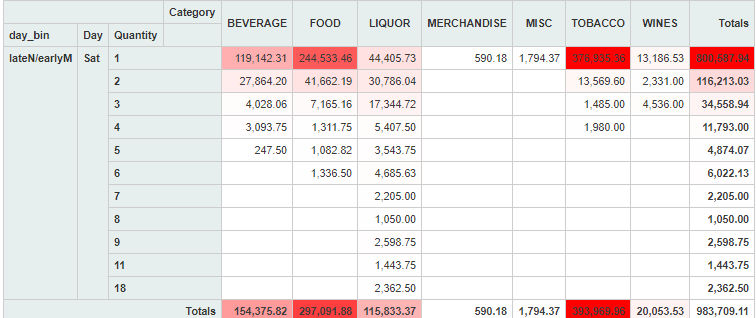 Category BEVERAGE FOOD LIQUOR MERCHANDISE MISC TOBACCO WINES Totals
day_bin Day Quantity
lateN/earlyM Sat 1 119,142.31 244,533.46 44,405.73 590.18 1,794.37 376,935.36 13,186.53 800,587.94
2 27,864.20 41,662.19 30,786.04 13,569.60 2,331.00 116,213.03
3 4,028.06 7,165.16 17,344.72 1,485.00 4,536.00 34,558.94
4 3,093.75 1,311.75 5,407.50 1,980.00 11,793.00
5 247.50 1,082.82 3,543.75 4,874.07
6 1,336.50 4,685.63 6,022.13
7 2,205.00 2,205.00
8 1,050.00 1,050.00
9 2,598.75 2,598.75
11 1,443.75 1,443.75
18 2,362.50 2,362.50
Totals 154,375.82 297,091.88 115,833.37 590.18 1,794.37 393,969.96 20,053.53 983,709.11